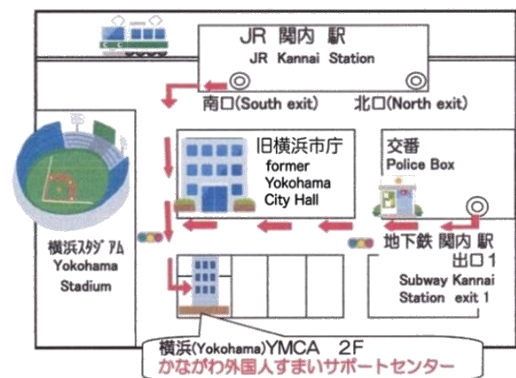 JR 関内 駅
JR Kannai Station
南口(South exit)
北口(North exit)
旧横浜市庁
former
Yokohama
City Hall
交番
Police Box
横浜スタジアム
Yokohama
Stadium
地下鉄 関内 駅
出口1
Subway Kannai
Station exit 1
横浜(Yokohama)YMCA 2F
かながわ外国人すまいサポートセンター